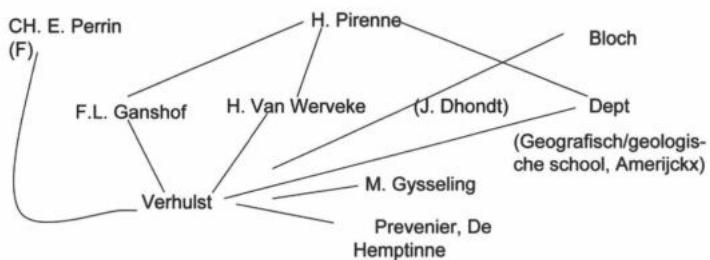 CH. E. Perrin
(F)
H. Pirenne
Bloch
F.L. Ganshof
H. Van Werveke
(J. Dhondt)
Dept
(Geografisch/geologis-
che school, Amerijckx)
M. Gysseling
Verhulst
Prevenier, De
Hemptinne